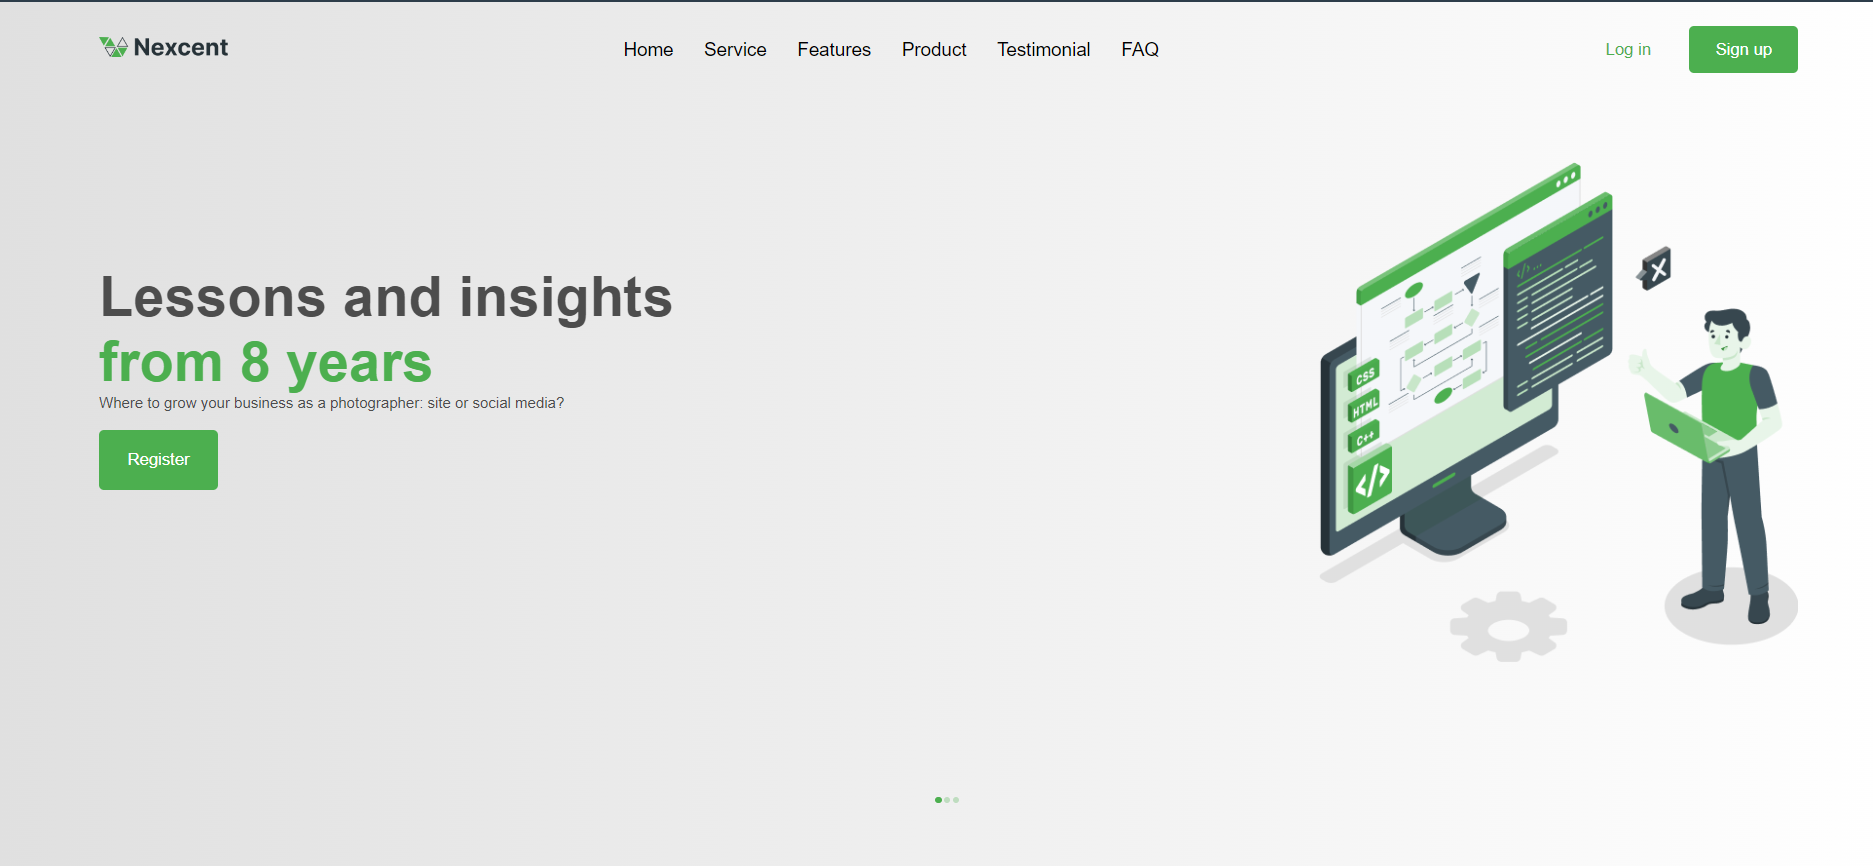 Nexcent
Home Service Features Product Testimonial FAQ
Log in
Sign up
Lessons and insights
from 8 years
Where to grow your business as a photographer: site or social media?
Register
</> ...
CSS
HTML
C++
</>